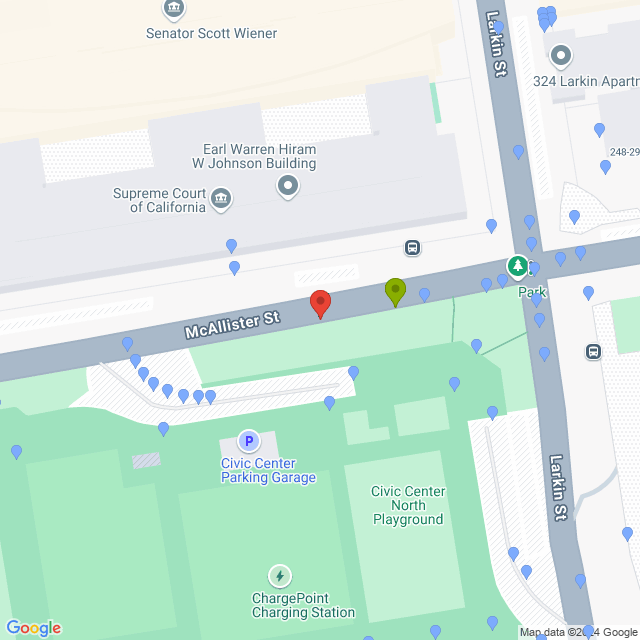 Senator Scott Wiener
Larkin St
324 Larkin Apartm
Earl Warren Hiram
W Johnson Building
248-29
Supreme Court
of California
Park
McAllister St
P
Civic Center
Parking Garage
Larkin St
Civic Center
North
Playground
ChargePoint
Charging Station
Google
Map data ©2024 Google